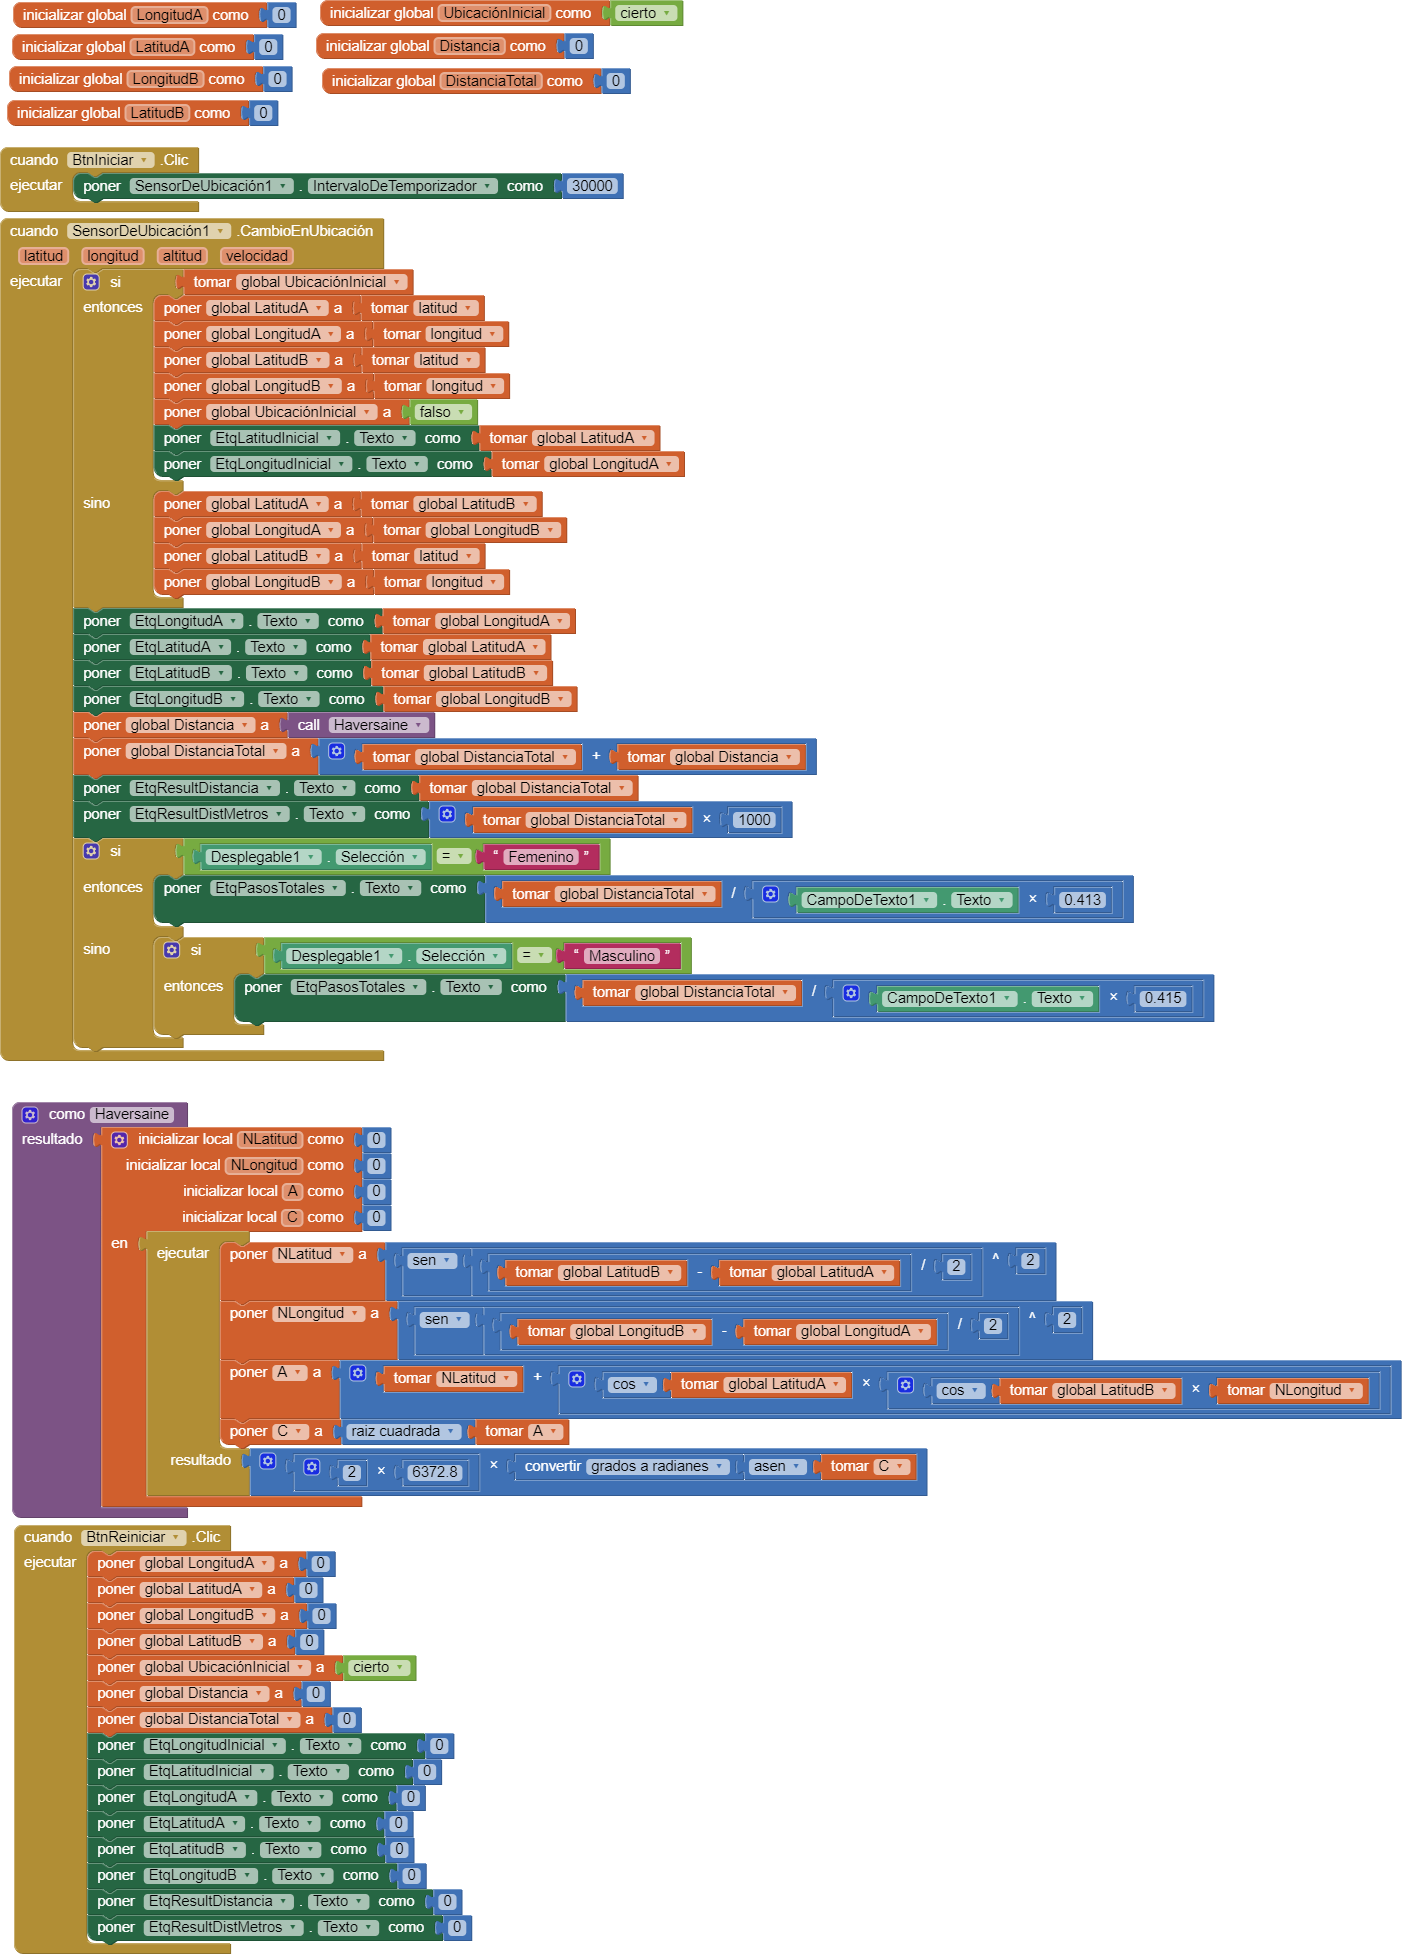 inicializar global LongitudA como 0
inicializar global UbicaciónInicial como cierto
inicializar global LatitudA como 0
inicializar global Distancia como 0
inicializar global LongitudB como 0
inicializar global DistanciaTotal como 0
inicializar global LatitudB como 0
cuando BtnIniciar .Clic
ejecutar poner SensorDeUbicación1 . IntervaloDeTemporizador como 30000
cuando SensorDeUbicación1 .CambioEnUbicación
latitud longitud altitud velocidad
ejecutar si tomar global UbicaciónInicial
entonces poner global LatitudA a tomar latitud
poner global LongitudA a tomar longitud
poner global LatitudB a tomar latitud
poner global LongitudB a tomar longitud
poner global UbicaciónInicial a falso
poner EtqLatitudInicial . Texto como tomar global LatitudA
poner EtqLongitudInicial . Texto como tomar global LongitudA
sino poner global LatitudA a tomar global LatitudB
poner global LongitudA a tomar global LongitudB
poner global LatitudB a tomar latitud
poner global LongitudB a tomar longitud
poner EtqLongitudA . Texto como tomar global LongitudA
poner EtqLatitudA . Texto como tomar global LatitudA
poner EtqLatitudB . Texto como tomar global LatitudB
poner EtqLongitudB . Texto como tomar global LongitudB
poner global Distancia a call Haversaine
poner global DistanciaTotal a tomar global DistanciaTotal + tomar global Distancia
poner EtqResultDistancia . Texto como tomar global DistanciaTotal
poner EtqResultDistMetros . Texto como tomar global DistanciaTotal × 1000
si Desplegable1 . Selección = “ Femenino ”
entonces poner EtqPasosTotales . Texto como tomar global DistanciaTotal / CampoDeTexto1 . Texto × 0.413
sino si Desplegable1 . Selección = “ Masculino ”
entonces poner EtqPasosTotales . Texto como tomar global DistanciaTotal / CampoDeTexto1 . Texto × 0.415
como Haversaine
resultado inicializar local NLatitud como 0
inicializar local NLongitud como 0
inicializar local A como 0
inicializar local C como 0
en ejecutar poner NLatitud a sen tomar global LatitudB - tomar global LatitudA / 2 ^ 2
poner NLongitud a sen tomar global LongitudB - tomar global LongitudA / 2 ^ 2
poner A a tomar NLatitud + cos tomar global LatitudA × cos tomar global LatitudB × tomar NLongitud
poner C a raiz cuadrada tomar A
resultado 2 × 6372.8 × convertir grados a radianes asen tomar C
cuando BtnReiniciar .Clic
ejecutar poner global LongitudA a 0
poner global LatitudA a 0
poner global LongitudB a 0
poner global LatitudB a 0
poner global UbicaciónInicial a cierto
poner global Distancia a 0
poner global DistanciaTotal a 0
poner EtqLongitudInicial . Texto como 0
poner EtqLatitudInicial . Texto como 0
poner EtqLongitudA . Texto como 0
poner EtqLatitudA . Texto como 0
poner EtqLatitudB . Texto como 0
poner EtqLongitudB . Texto como 0
poner EtqResultDistancia . Texto como 0
poner EtqResultDistMetros . Texto como 0